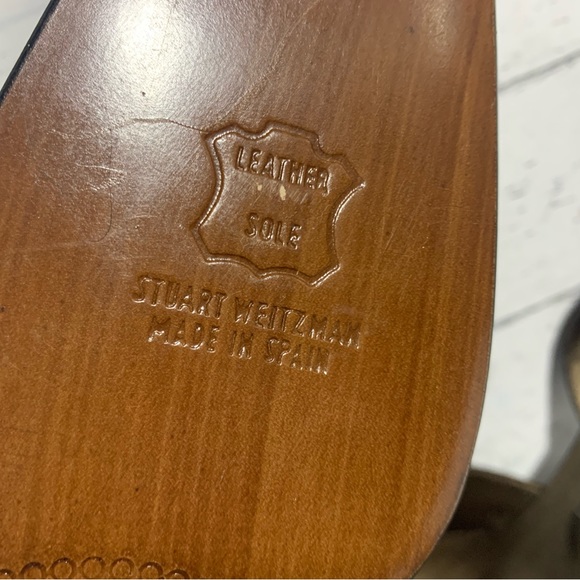 LEATHER
SOLE
STUART WEITZMAN
MADE IN SPAIN